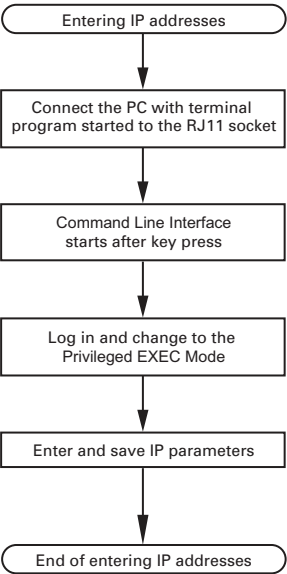 Entering IP addresses
Connect the PC with terminal
program started to the RJ11 socket
Command Line Interface
starts after key press
Log in and change to the
Privileged EXEC Mode
Enter and save IP parameters
End of entering IP addresses